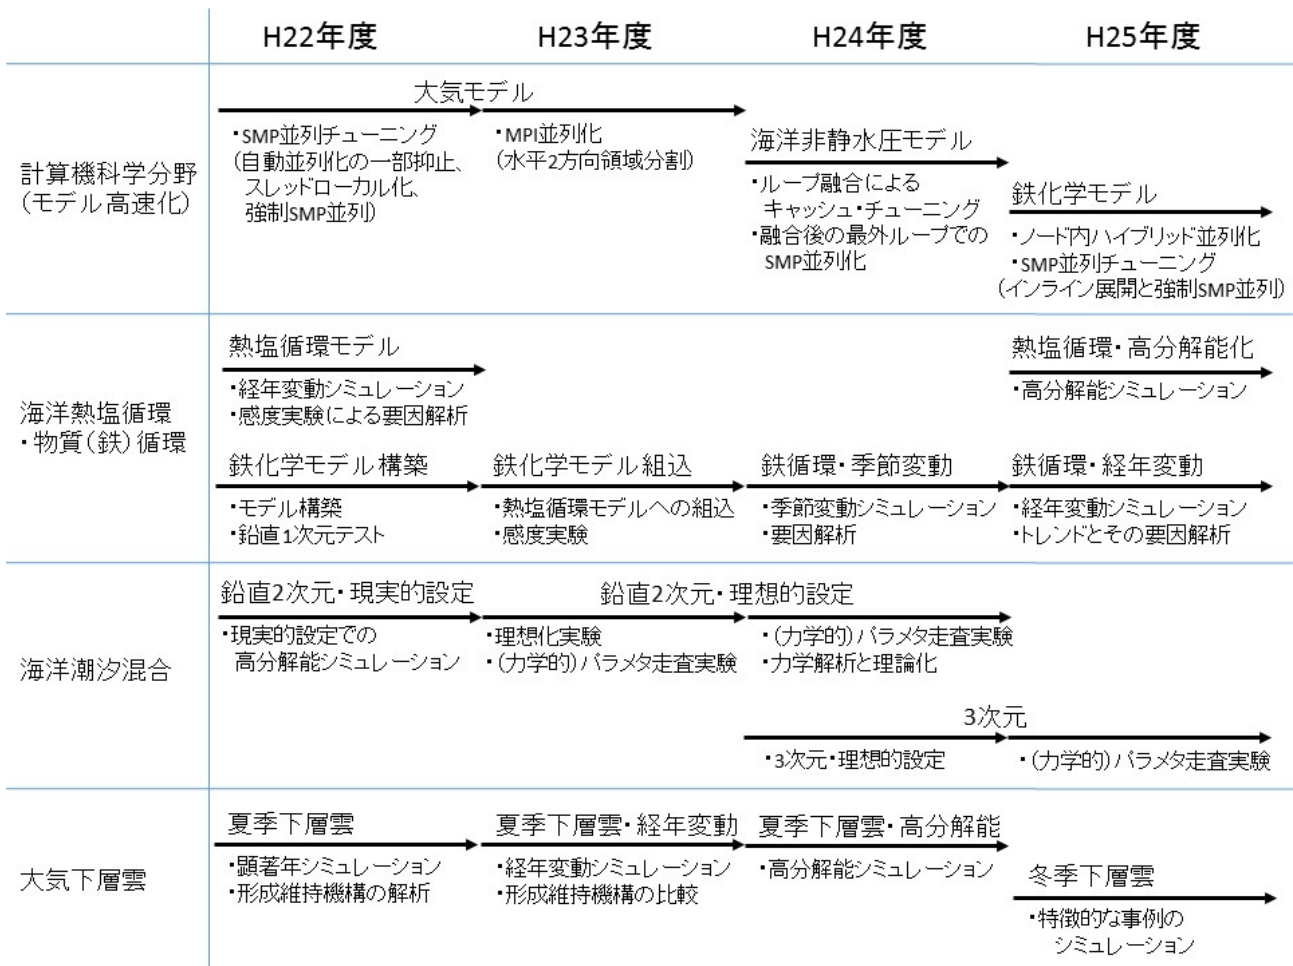 H22年度 H23年度 H24年度 H25年度
計算機科学分野
(モデル高速化)
大気モデル
・SMP並列チューニング
(自動並列化の一部抑止、
スレッドローカル化、
強制SMP並列)
・MPI並列化
(水平2方向領域分割)
海洋非静水圧モデル
・ループ融合による
キャッシュ・チューニング
・融合後の最外ループでの
SMP並列化
鉄化学モデル
・ノード内ハイブリッド並列化
・SMP並列チューニング
(インライン展開と強制SMP並列)
海洋熱塩循環
・物質(鉄)循環
熱塩循環モデル
・経年変動シミュレーション
・感度実験による要因解析
熱塩循環・高分解能化
・高分解能シミュレーション
鉄化学モデル構築
・モデル構築
・鉛直1次元テスト
鉄化学モデル組込
・熱塩循環モデルへの組込
・感度実験
鉄循環・季節変動
・季節変動シミュレーション
・要因解析
鉄循環・経年変動
・経年変動シミュレーション
・トレンドとその要因解析
海洋潮汐混合
鉛直2次元・現実的設定
・現実的設定での
高分解能シミュレーション
鉛直2次元・理想的設定
・理想化実験
・(力学的)パラメタ走査実験
・(力学的)パラメタ走査実験
・力学解析と理論化
3次元
・3次元・理想的設定
・(力学的)パラメタ走査実験
大気下層雲
夏季下層雲
・顕著年シミュレーション
・形成維持機構の解析
夏季下層雲・経年変動
・経年変動シミュレーション
・形成維持機構の比較
夏季下層雲・高分解能
・高分解能シミュレーション
冬季下層雲
・特徴的な事例の
シミュレーション